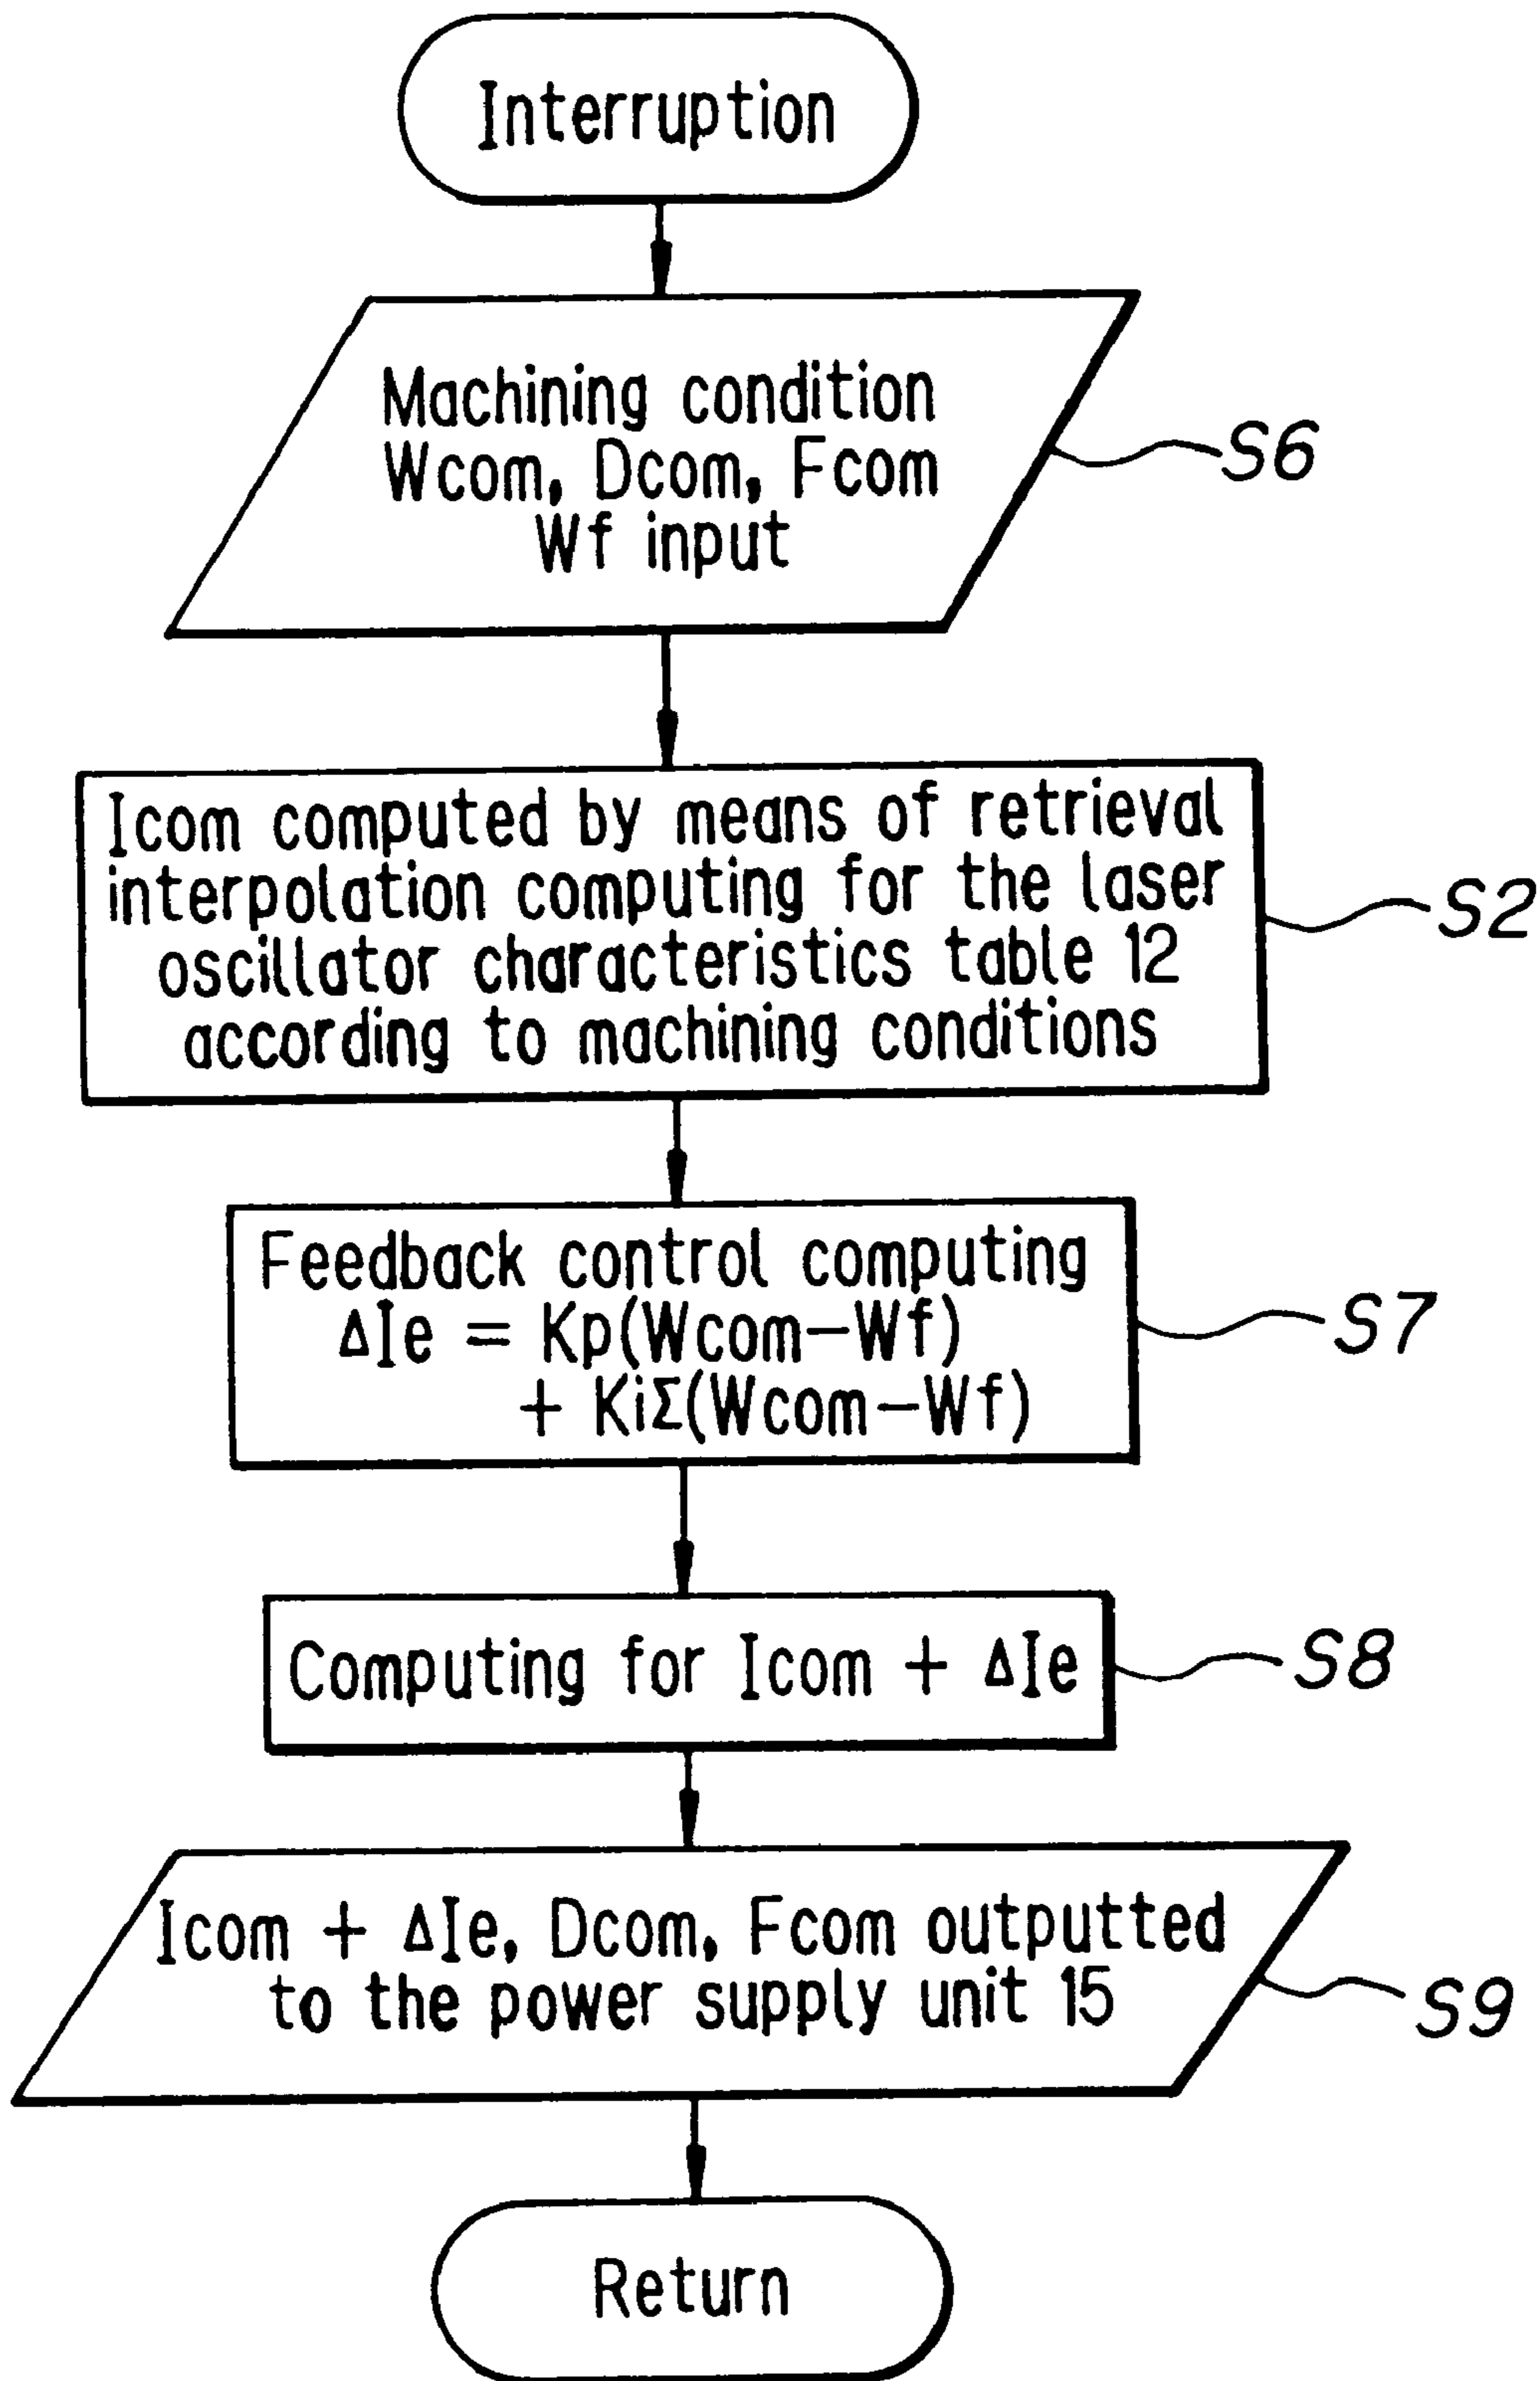 Interruption
Machining condition
Wcom, Dcom, Fcom
Wf input
S6
Icom computed by means of retrieval
interpolation computing for the laser
oscillator characteristics table 12
according to machining conditions
S2
Feedback control computing
ΔIe = Kp(Wcom-Wf)
+ KiΣ(Wcom-Wf)
S7
Computing for Icom + ΔIe
S8
Icom + ΔIe, Dcom, Fcom outputted
to the power supply unit 15
S9
Return